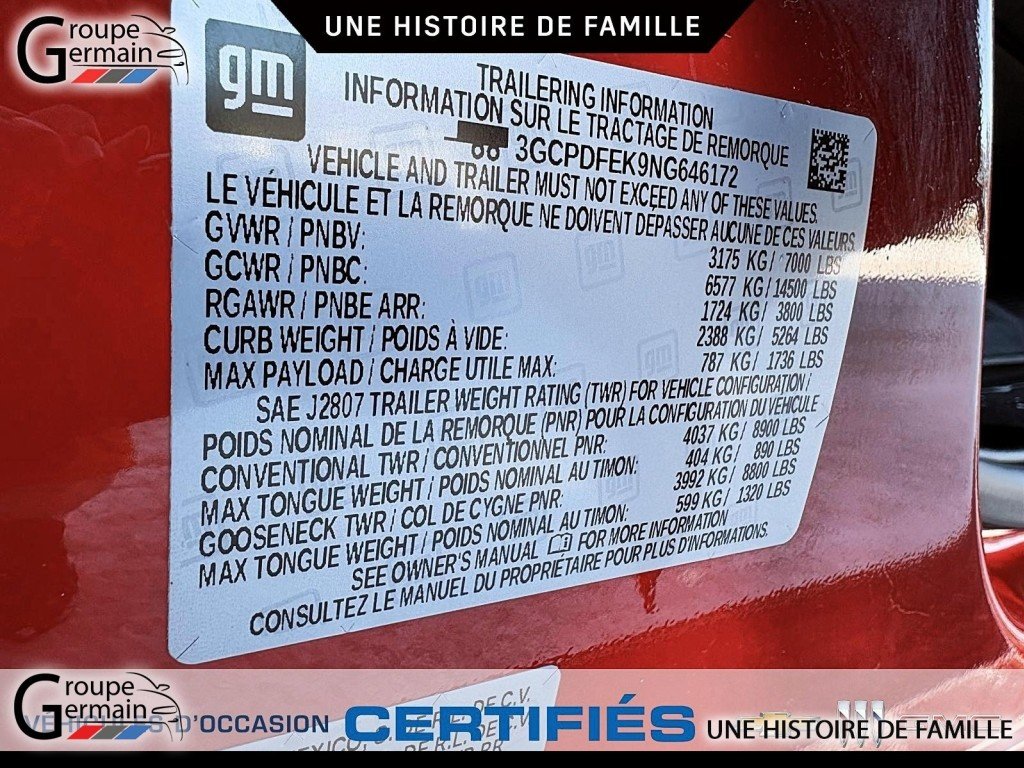 Groupe
Germain
UNE HISTOIRE DE FAMILLE
gm
TRAILERING INFORMATION
INFORMATION SUR LE TRACTAGE DE REMORQUE
3GCPDFEK9NG646172
VEHICLE AND TRAILER MUST NOT EXCEED ANY OF THESE VALUES.
LE VÉHICULE ET LA REMORQUE NE DOIVENT DÉPASSER AUCUNE DE CES VALEURS
GVWR / PNBV: 3175 KG / 7000 LBS
GCWR / PNBC: 6577 KG / 14500 LBS
RGAWR / PNBE ARR: 1724 KG / 3800 LBS
CURB WEIGHT / POIDS À VIDE: 2388 KG / 5264 LBS
MAX PAYLOAD / CHARGE UTILE MAX: 787 KG / 1736 LBS
SAE J2807 TRAILER WEIGHT RATING (TWR) FOR VEHICLE CONFIGURATION /
POIDS NOMINAL DE LA REMORQUE (PNR) POUR LA CONFIGURATION DU VÉHICULE
CONVENTIONAL TWR / CONVENTIONNEL PNR: 4037 KG / 8900 LBS
MAX TONGUE WEIGHT / POIDS NOMINAL AU TIMON: 404 KG / 890 LBS
GOOSENECK TWR / COL DE CYGNE PNR: 3992 KG / 8800 LBS
MAX TONGUE WEIGHT / POIDS NOMINAL AU TIMON: 599 KG / 1320 LBS
SEE OWNER'S MANUAL FOR MORE INFORMATION
CONSULTEZ LE MANUEL DU PROPRIÉTAIRE POUR PLUS D'INFORMATIONS.
DE C.V.
DE R.L. DE C.V.
Groupe
Germain
VÉHICULES D'OCCASION CERTIFIÉS
UNE HISTOIRE DE FAMILLE